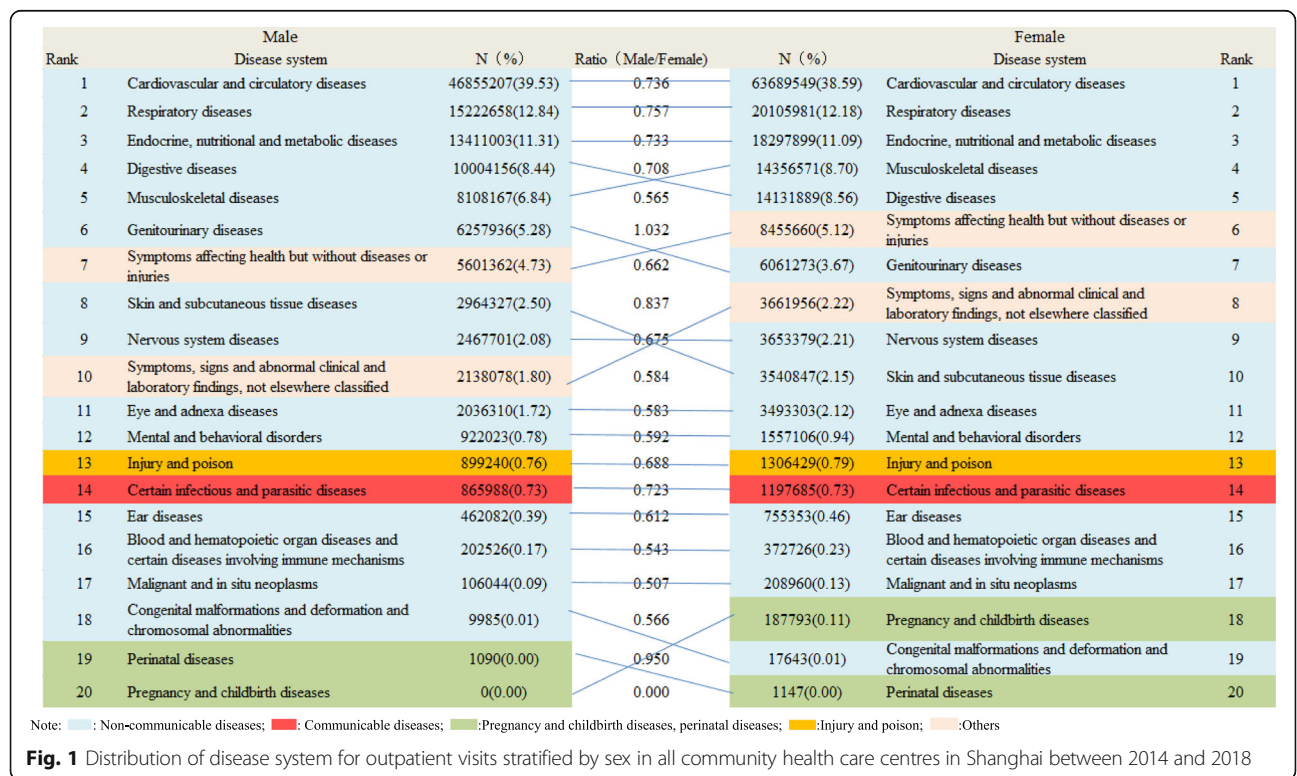 Male Female
Rank Disease system N（%） Ratio（Male/Female） N（%） Disease system Rank
1 Cardiovascular and circulatory diseases 46855207(39.53) 0.736 63689549(38.59) Cardiovascular and circulatory diseases 1
2 Respiratory diseases 15222658(12.84) 0.757 20105981(12.18) Respiratory diseases 2
3 Endocrine, nutritional and metabolic diseases 13411003(11.31) 0.733 18297899(11.09) Endocrine, nutritional and metabolic diseases 3
4 Digestive diseases 10004156(8.44) 0.708 14356571(8.70) Musculoskeletal diseases 4
5 Musculoskeletal diseases 8108167(6.84) 0.565 14131889(8.56) Digestive diseases 5
6 Genitourinary diseases 6257936(5.28) 1.032 8455660(5.12) Symptoms affecting health but without diseases or
injuries 6
7 Symptoms affecting health but without diseases or
injuries 5601362(4.73) 0.662 6061273(3.67) Genitourinary diseases 7
8 Skin and subcutaneous tissue diseases 2964327(2.50) 0.837 3661956(2.22) Symptoms, signs and abnormal clinical and
laboratory findings, not elsewhere classified 8
9 Nervous system diseases 2467701(2.08) 0.675 3653379(2.21) Nervous system diseases 9
10 Symptoms, signs and abnormal clinical and
laboratory findings, not elsewhere classified 2138078(1.80) 0.584 3540847(2.15) Skin and subcutaneous tissue diseases 10
11 Eye and adnexa diseases 2036310(1.72) 0.583 3493303(2.12) Eye and adnexa diseases 11
12 Mental and behavioral disorders 922023(0.78) 0.592 1557106(0.94) Mental and behavioral disorders 12
13 Injury and poison 899240(0.76) 0.688 1306429(0.79) Injury and poison 13
14 Certain infectious and parasitic diseases 865988(0.73) 0.723 1197685(0.73) Certain infectious and parasitic diseases 14
15 Ear diseases 462082(0.39) 0.612 755353(0.46) Ear diseases 15
16 Blood and hematopoietic organ diseases and
certain diseases involving immune mechanisms 202526(0.17) 0.543 372726(0.23) Blood and hematopoietic organ diseases and
certain diseases involving immune mechanisms 16
17 Malignant and in situ neoplasms 106044(0.09) 0.507 208960(0.13) Malignant and in situ neoplasms 17
18 Congenital malformations and deformation and
chromosomal abnormalities 9985(0.01) 0.566 187793(0.11) Pregnancy and childbirth diseases 18
19 Perinatal diseases 1090(0.00) 0.950 17643(0.01) Congenital malformations and deformation and
chromosomal abnormalities 19
20 Pregnancy and childbirth diseases 0(0.00) 0.000 1147(0.00) Perinatal diseases 20
Note: : Non-communicable diseases; : Communicable diseases; :Pregnancy and childbirth diseases, perinatal diseases; :Injury and poison; :Others
Fig. 1 Distribution of disease system for outpatient visits stratified by sex in all community health care centres in Shanghai between 2014 and 2018